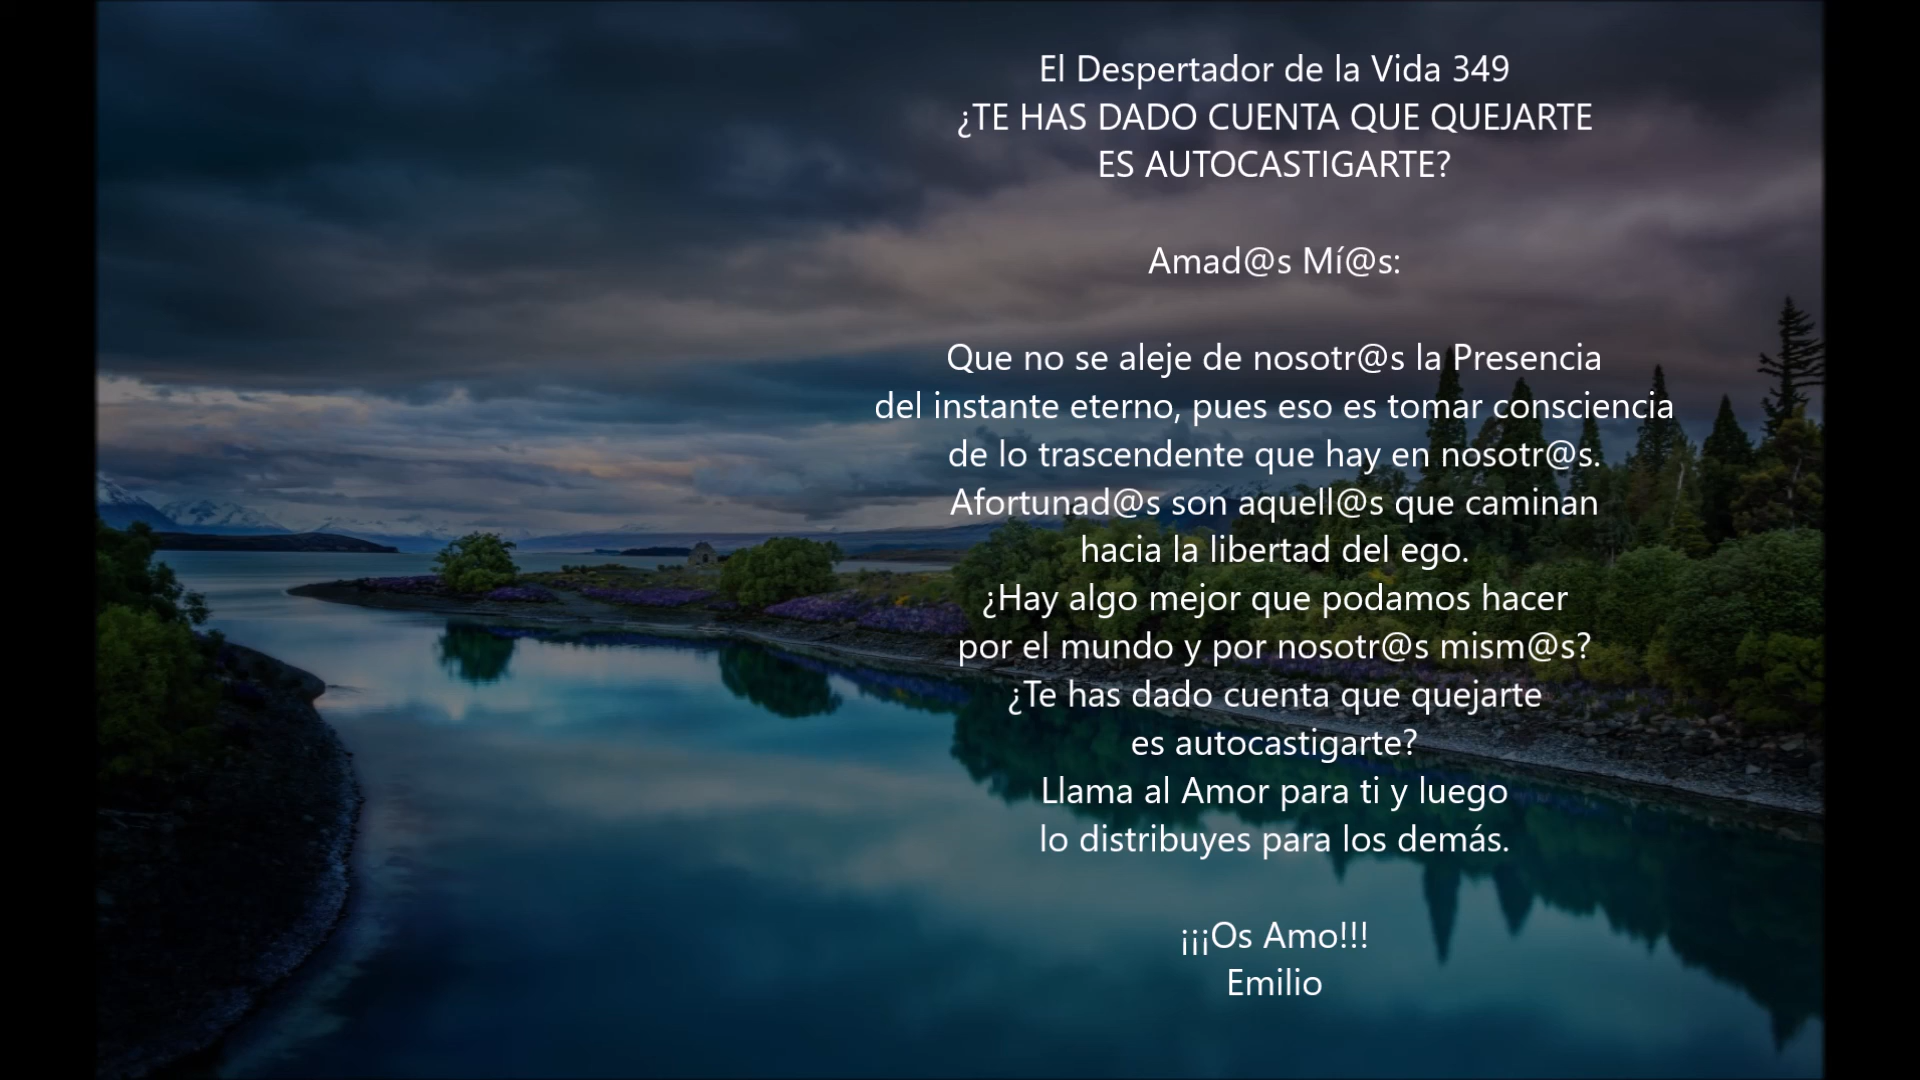 El Despertador de la Vida 349
¿TE HAS DADO CUENTA QUE QUEJARTE
ES AUTOCASTIGARTE?
Amad@s Mí@s:
Que no se aleje de nosotr@s la Presencia
del instante eterno, pues eso es tomar consciencia
de lo trascendente que hay en nosotr@s.
Afortunad@s son aquell@s que caminan
hacia la libertad del ego.
¿Hay algo mejor que podamos hacer
por el mundo y por nosotr@s mism@s?
¿Te has dado cuenta que quejarte
es autocastigarte?
Llama al Amor para ti y luego
lo distribuyes para los demás.
¡¡¡Os Amo!!!
Emilio